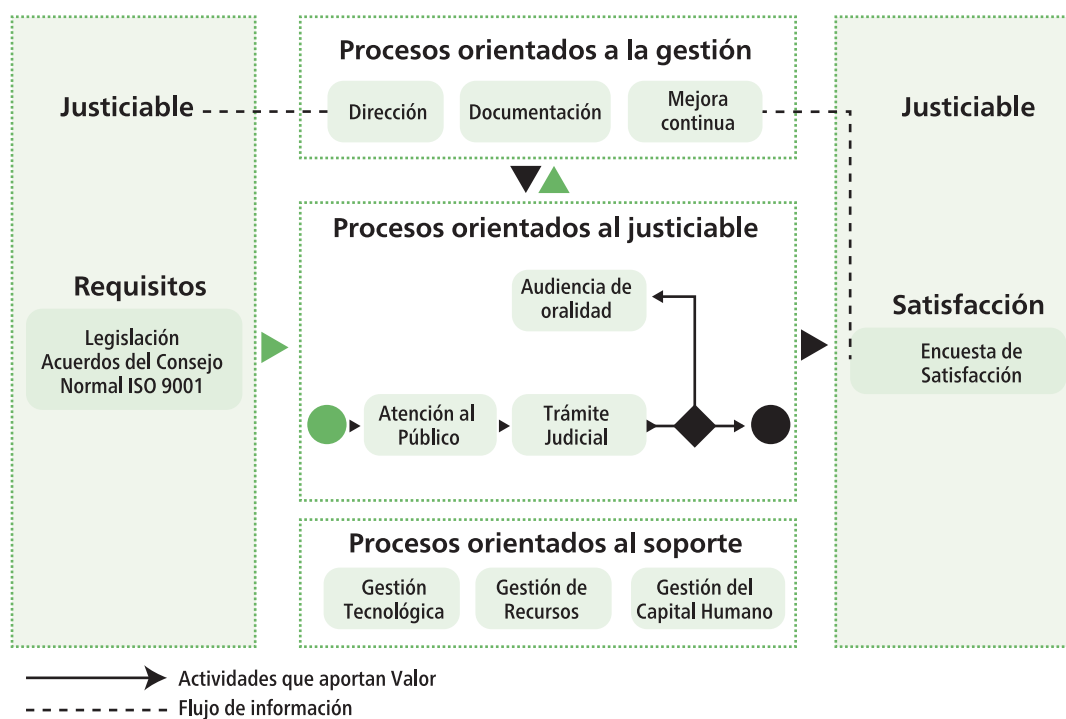 Justiciable
Requisitos
Legislación
Acuerdos del Consejo
Normal ISO 9001
Procesos orientados a la gestión
Dirección
Documentación
Mejora
continua
Procesos orientados al justiciable
Audiencia de
oralidad
Atención al
Público
Trámite
Judicial
Procesos orientados al soporte
Gestión
Tecnológica
Gestión de
Recursos
Gestión del
Capital Humano
Justiciable
Satisfacción
Encuesta de
Satisfacción
Actividades que aportan Valor
Flujo de información